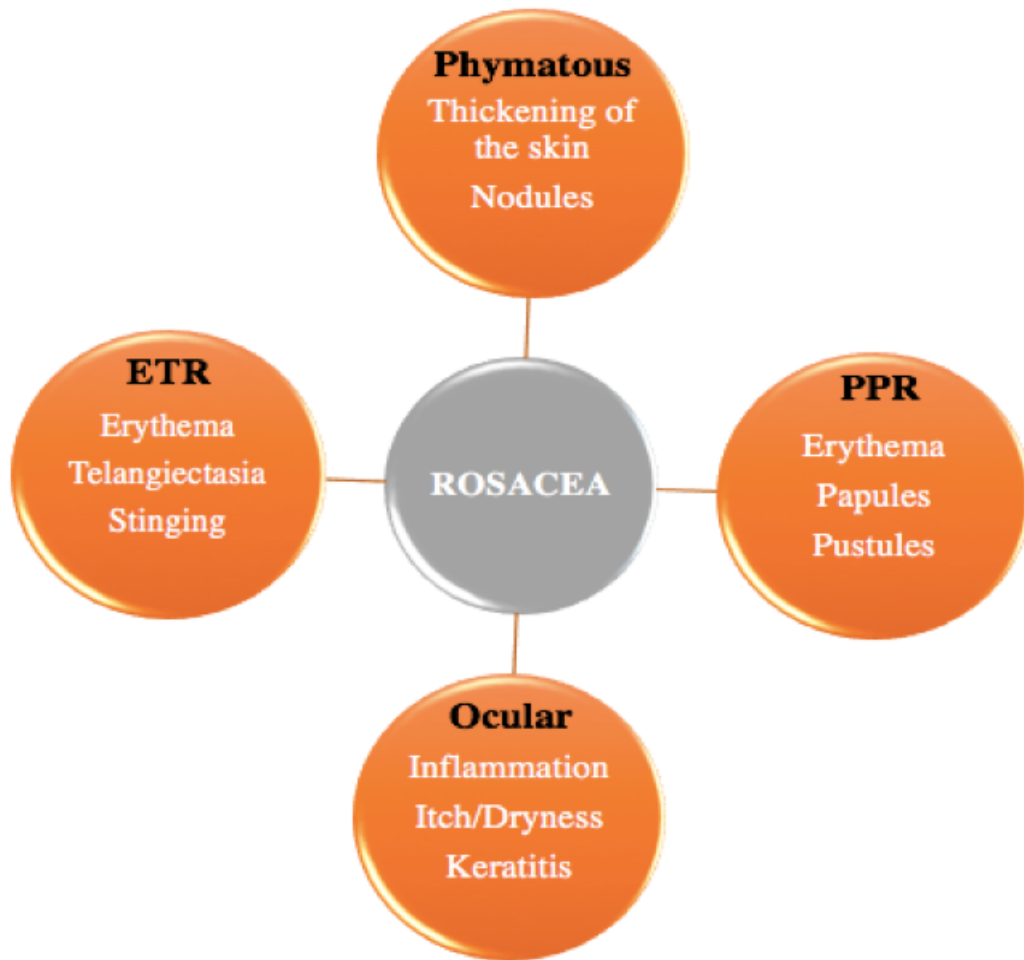 Phymatous
Thickening of
the skin
Nodules
ETR
Erythema
Telangiectasia
Stinging
ROSACEA
PPR
Erythema
Papules
Pustules
Ocular
Inflammation
Itch/Dryness
Keratitis